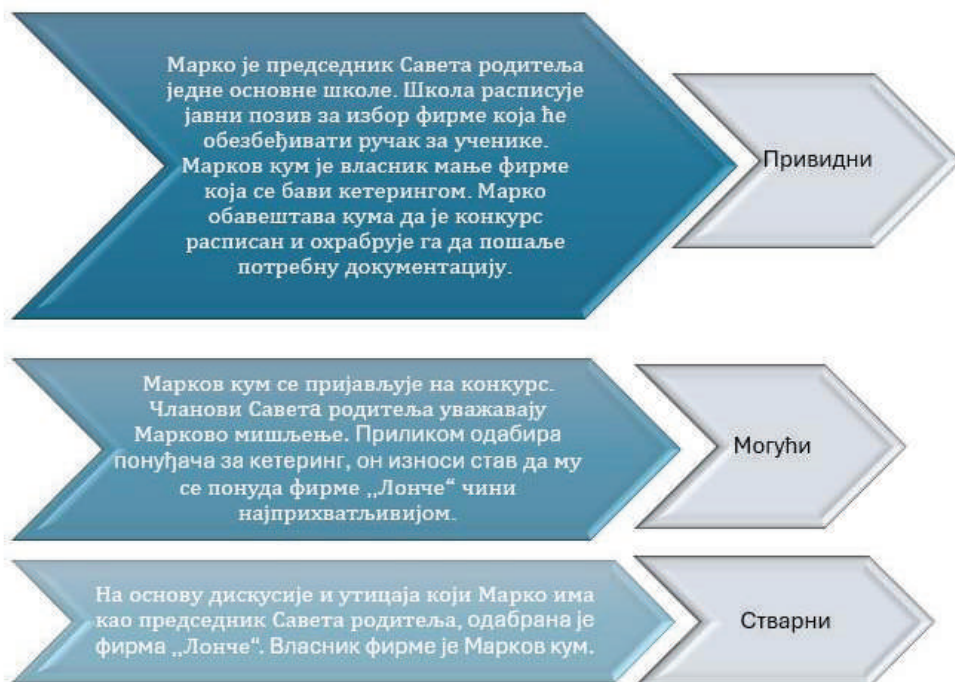 Марко је председник Савета родитеља
једне основне школе. Школа расписује
јавни позив за избор фирме која ће
обезбеђивати ручак за ученике.
Марков кум је власник мање фирме
која се бави кетерингом. Марко
обавештава кума да је конкурс
расписан и охрабрује га да пошаље
потребну документацију.
Привидни
Марков кум се пријављује на конкурс.
Чланови Савета родитеља уважавају
Марково мишљење. Приликом одабира
понуђача за кетеринг, он износи став да му
се понуда фирме ,,Лонче“ чини
најприхватљивијом.
Могући
На основу дискусије и утицаја који Марко има
као председник Савета родитеља, одабрана је
фирма ,,Лонче“. Власник фирме је Марков кум.
Стварни